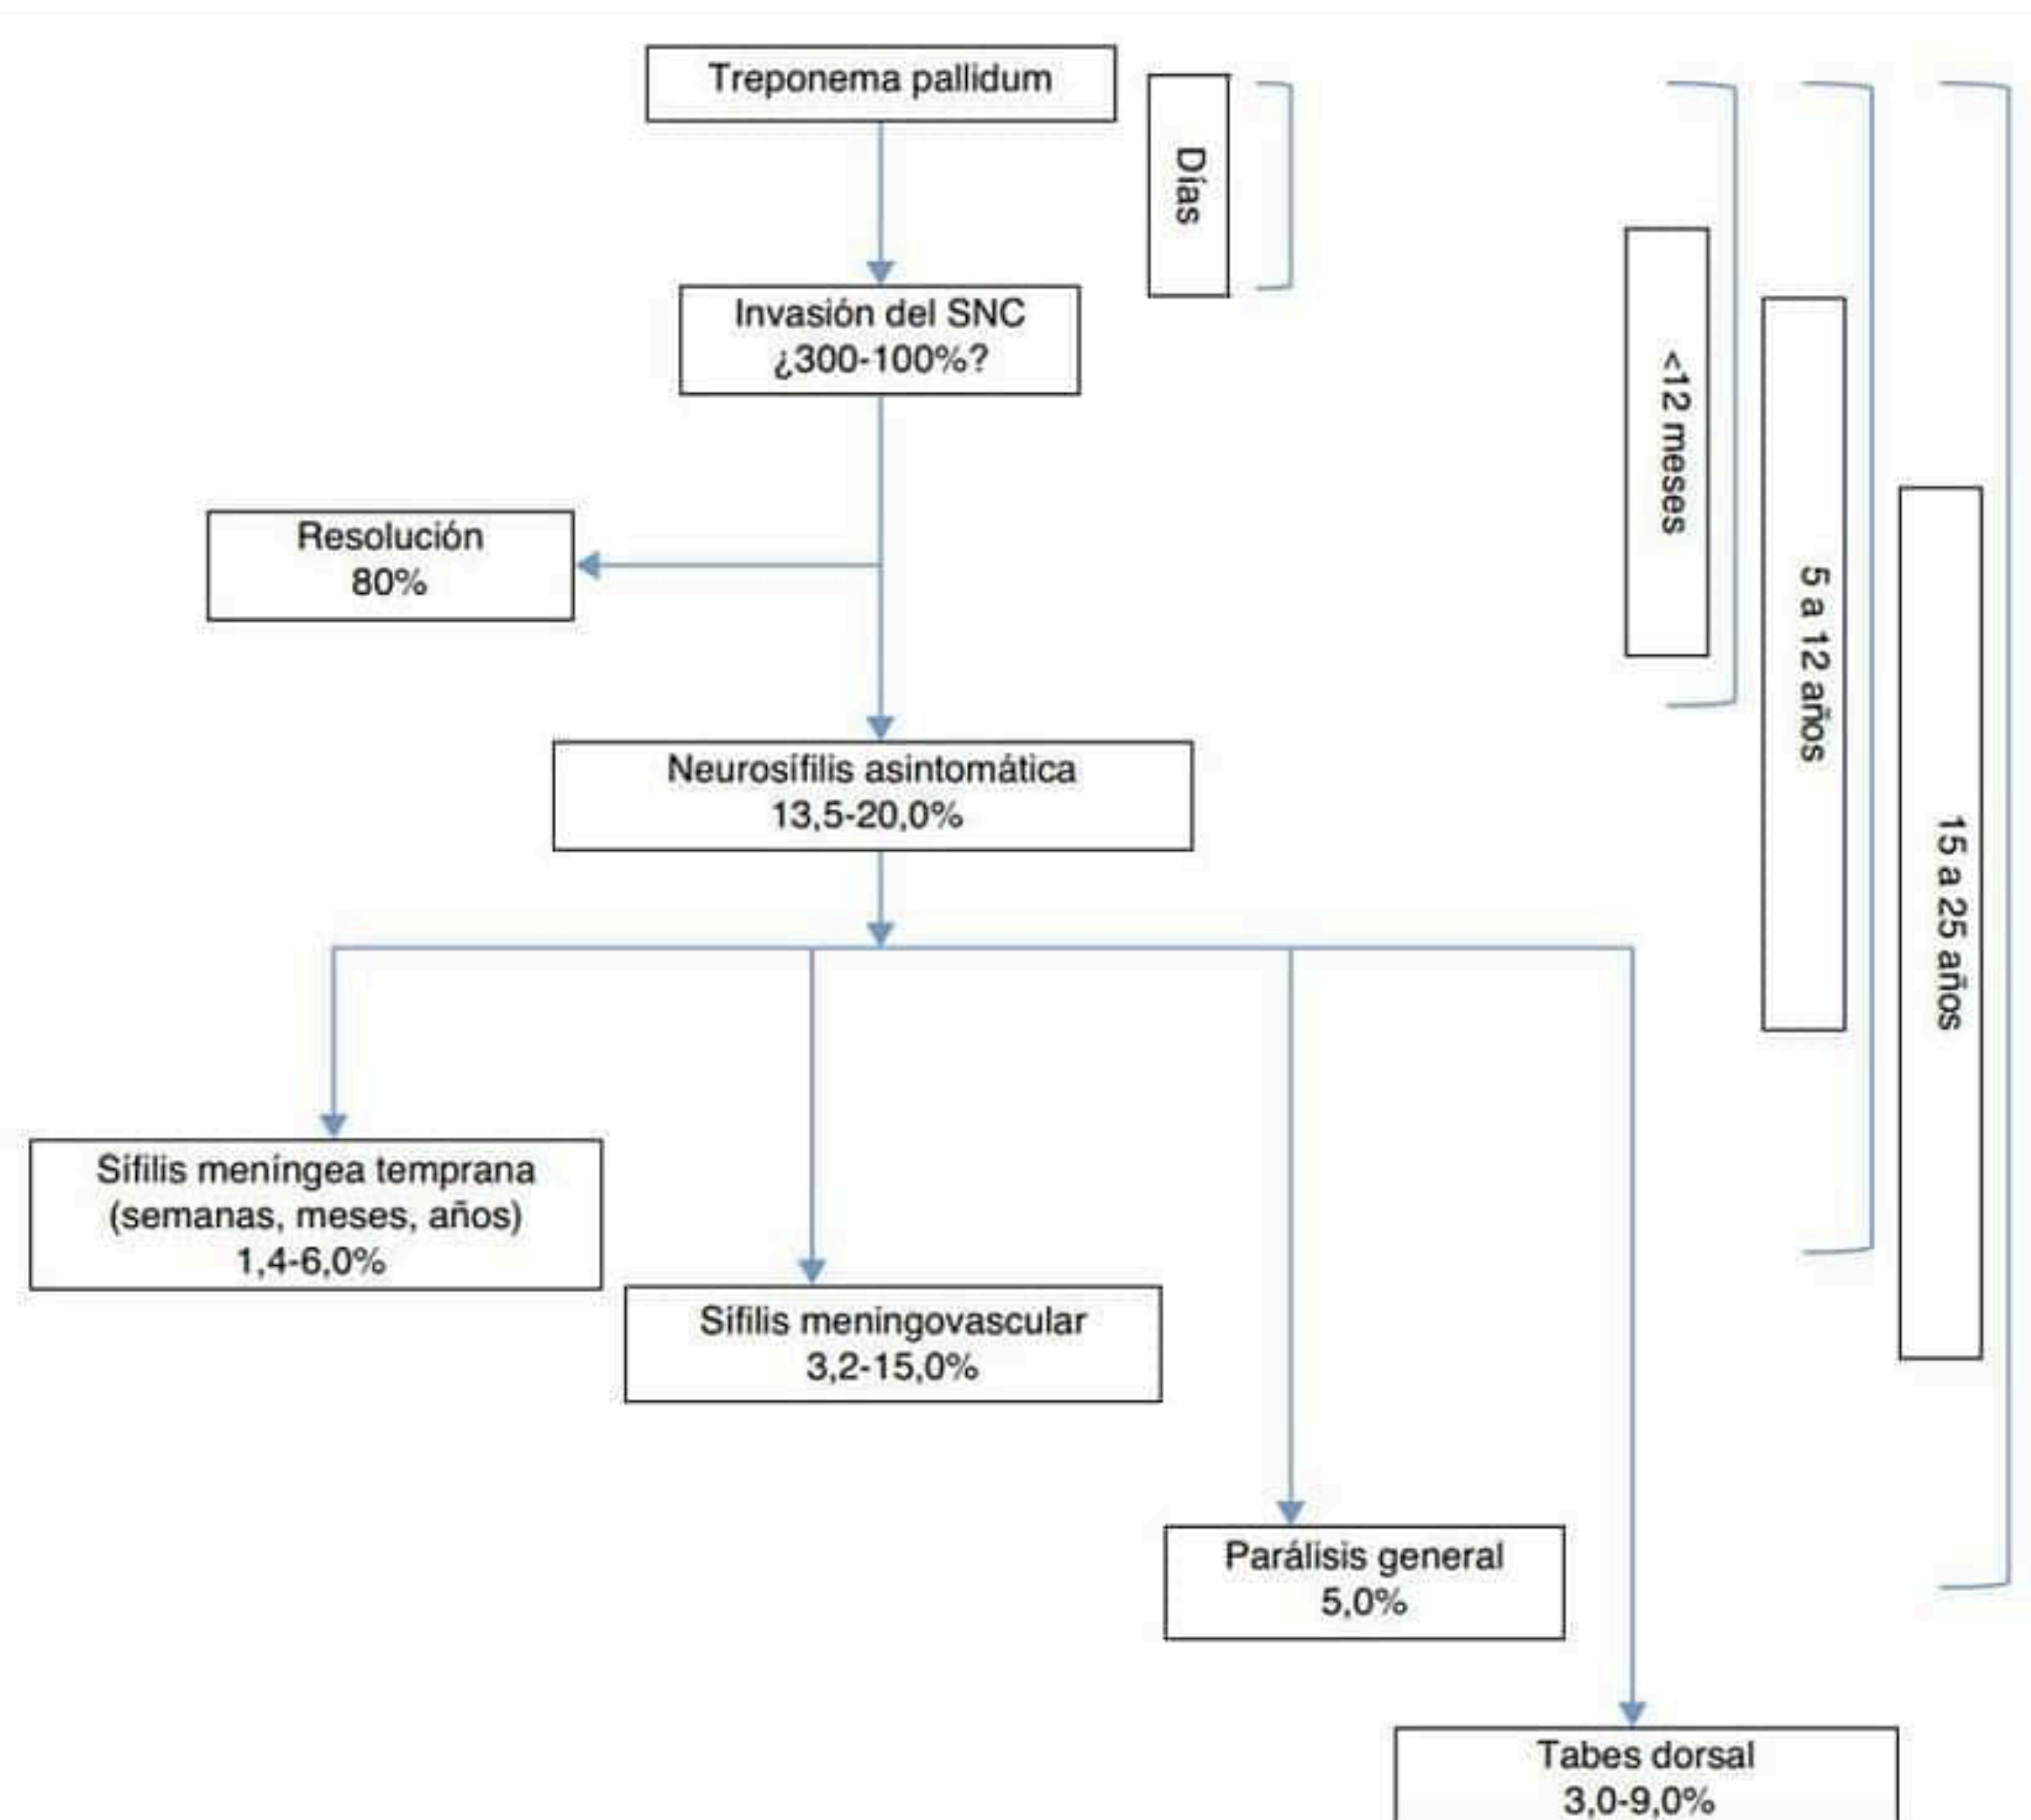 Treponema pallidum
Días
Invasión del SNC
¿300-100%?
<12 meses
5 a 12 años
15 a 25 años
Resolución
80%
Neurosífilis asintomática
13,5-20,0%
Sífilis meníngea temprana
(semanas, meses, años)
1,4-6,0%
Sífilis meningovascular
3,2-15,0%
Parálisis general
5,0%
Tabes dorsal
3,0-9,0%